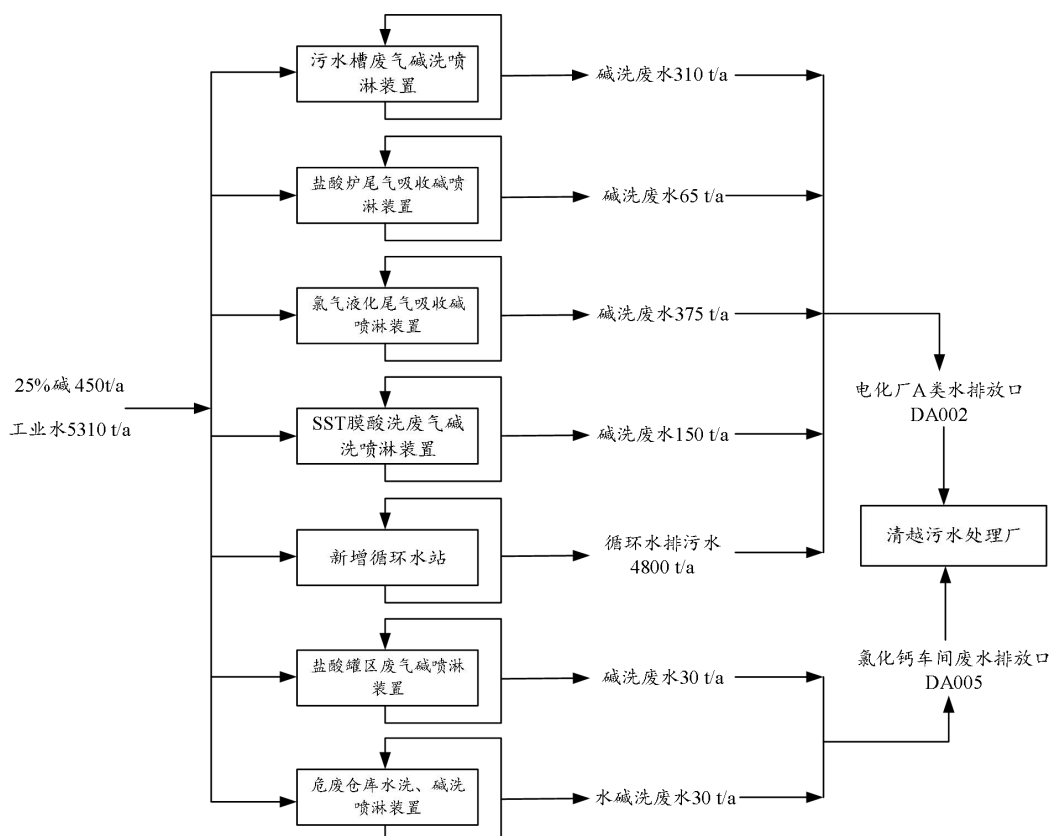 污水槽废气碱洗喷
淋装置
碱洗废水310 t/a
盐酸炉尾气吸收碱喷
淋装置
碱洗废水65 t/a
氯气液化尾气吸收碱
喷淋装置
碱洗废水375 t/a
25%碱 450t/a
工业水5310 t/a
SST膜酸洗废气碱
洗喷淋装置
碱洗废水150 t/a
电化厂A类水排放口
DA002
新增循环水站
循环水排污水
4800 t/a
清越污水处理厂
盐酸罐区废气碱喷淋
装置
碱洗废水30 t/a
氯化钙车间废水排放口
DA005
危废仓库水洗、碱洗
喷淋装置
水碱洗废水30 t/a